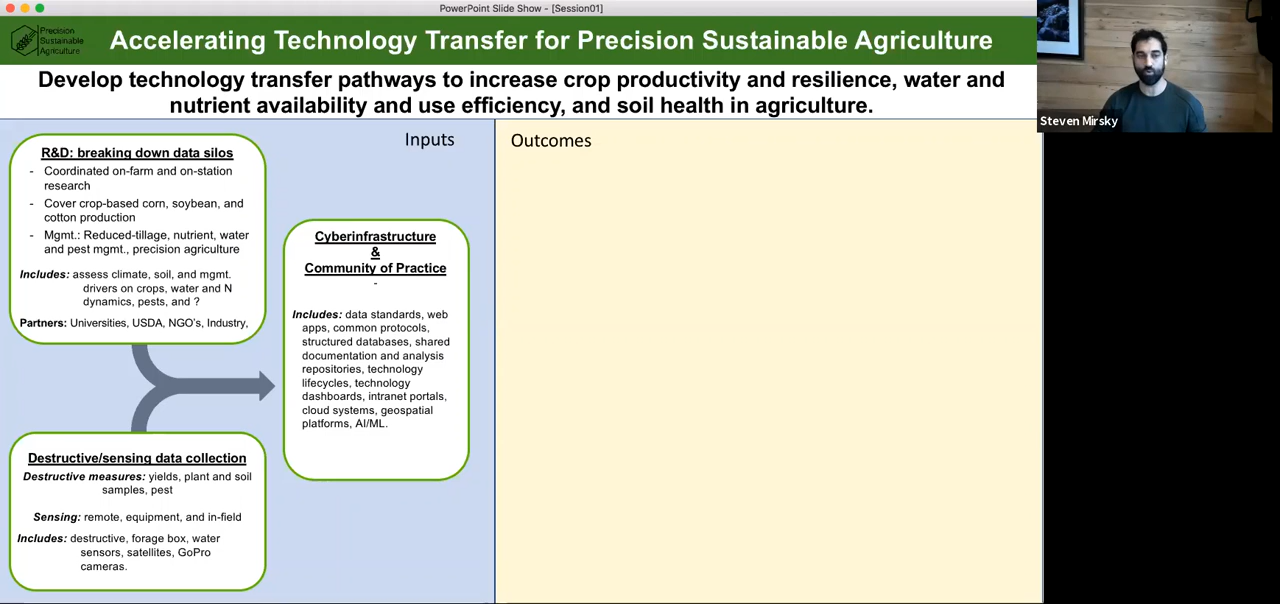 PowerPoint Slide Show - [Session01]
Precision
Sustainable
Agriculture
Accelerating Technology Transfer for Precision Sustainable Agriculture
Develop technology transfer pathways to increase crop productivity and resilience, water and
nutrient availability and use efficiency, and soil health in agriculture.
Steven Mirsky
Inputs
R&D: breaking down data silos
- Coordinated on-farm and on-station
research
- Cover crop-based corn, soybean, and
cotton production
- Mgmt.: Reduced-tillage, nutrient, water
and pest mgmt., precision agriculture
Includes: assess climate, soil, and mgmt.
drivers on crops, water and N
dynamics, pests, and ?
Partners: Universities, USDA, NGO's, Industry,
Destructive/sensing data collection
Destructive measures: yields, plant and soil
samples, pest
Sensing: remote, equipment, and in-field
Includes: destructive, forage box, water
sensors, satellites, GoPro
cameras.
Cyberinfrastructure
&
Community of Practice
-
Includes: data standards, web
apps, common protocols,
structured databases, shared
documentation and analysis
repositories, technology
lifecycles, technology
dashboards, intranet portals,
cloud systems, geospatial
platforms, AI/ML.
Outcomes